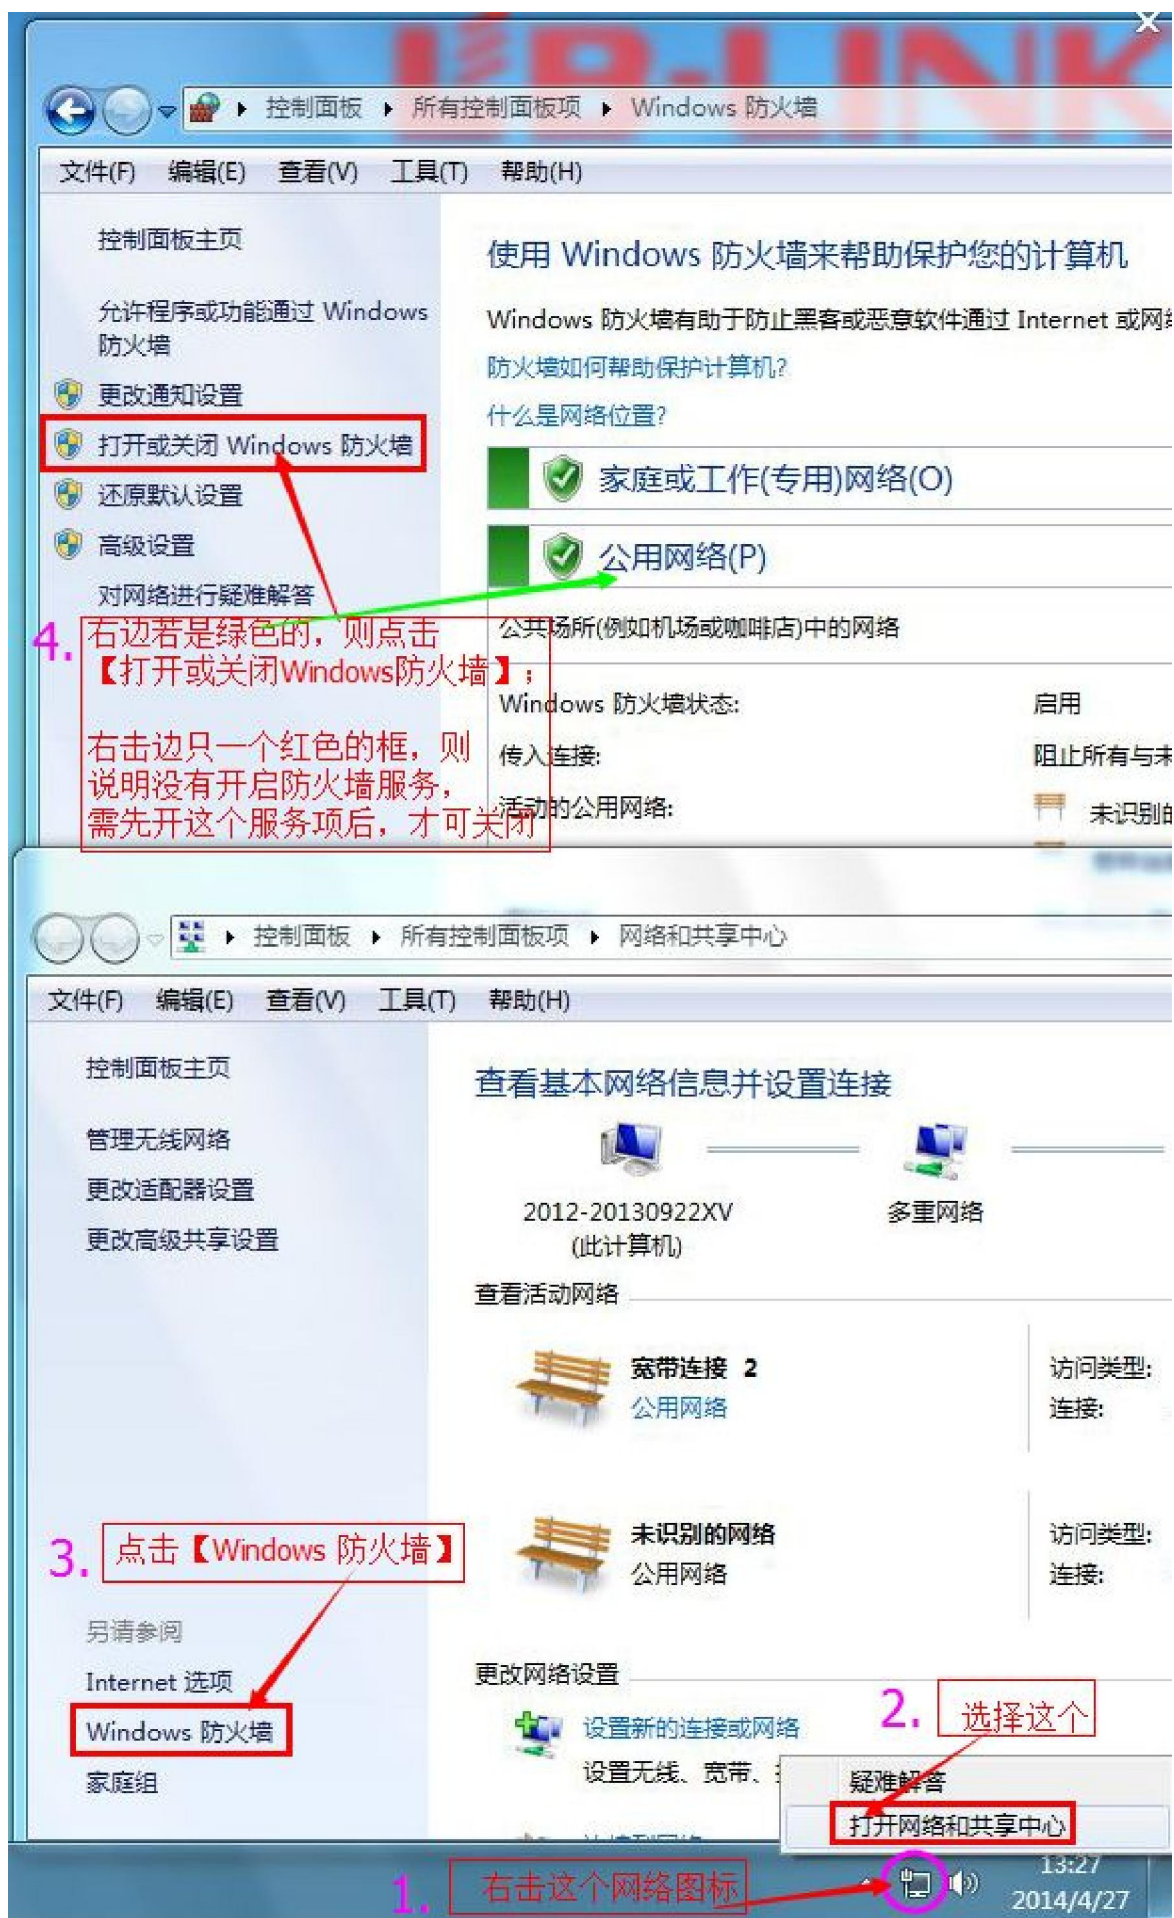 控制面板 ▸ 所有控制面板项 ▸ Windows 防火墙
文件(F) 编辑(E) 查看(V) 工具(T) 帮助(H)
控制面板主页
允许程序或功能通过 Windows
防火墙
更改通知设置
打开或关闭 Windows 防火墙
还原默认设置
高级设置
对网络进行疑难解答
使用 Windows 防火墙来帮助保护您的计算机
Windows 防火墙有助于防止黑客或恶意软件通过 Internet 或网络
防火墙如何帮助保护计算机?
什么是网络位置?
家庭或工作(专用)网络(O)
公用网络(P)
公共场所(例如机场或咖啡店)中的网络
Windows 防火墙状态: 启用
传入连接: 阻止所有与未
活动的公用网络: 未识别的
4. 右边若是绿色的，则点击
【打开或关闭Windows防火墙】；
右击边只一个红色的框，则
说明没有开启防火墙服务，
需先开这个服务项后，才可关闭
控制面板 ▸ 所有控制面板项 ▸ 网络和共享中心
文件(F) 编辑(E) 查看(V) 工具(T) 帮助(H)
控制面板主页
管理无线网络
更改适配器设置
更改高级共享设置
查看基本网络信息并设置连接
2012-20130922XV 多重网络
(此计算机)
查看活动网络
宽带连接 2 访问类型:
公用网络 连接:
未识别的网络 访问类型:
公用网络 连接:
3. 点击【Windows 防火墙】
另请参阅
Internet 选项
Windows 防火墙
家庭组
更改网络设置
设置新的连接或网络
设置无线、宽带、
2. 选择这个
疑难解答
打开网络和共享中心
1. 右击这个网络图标
13:27
2014/4/27